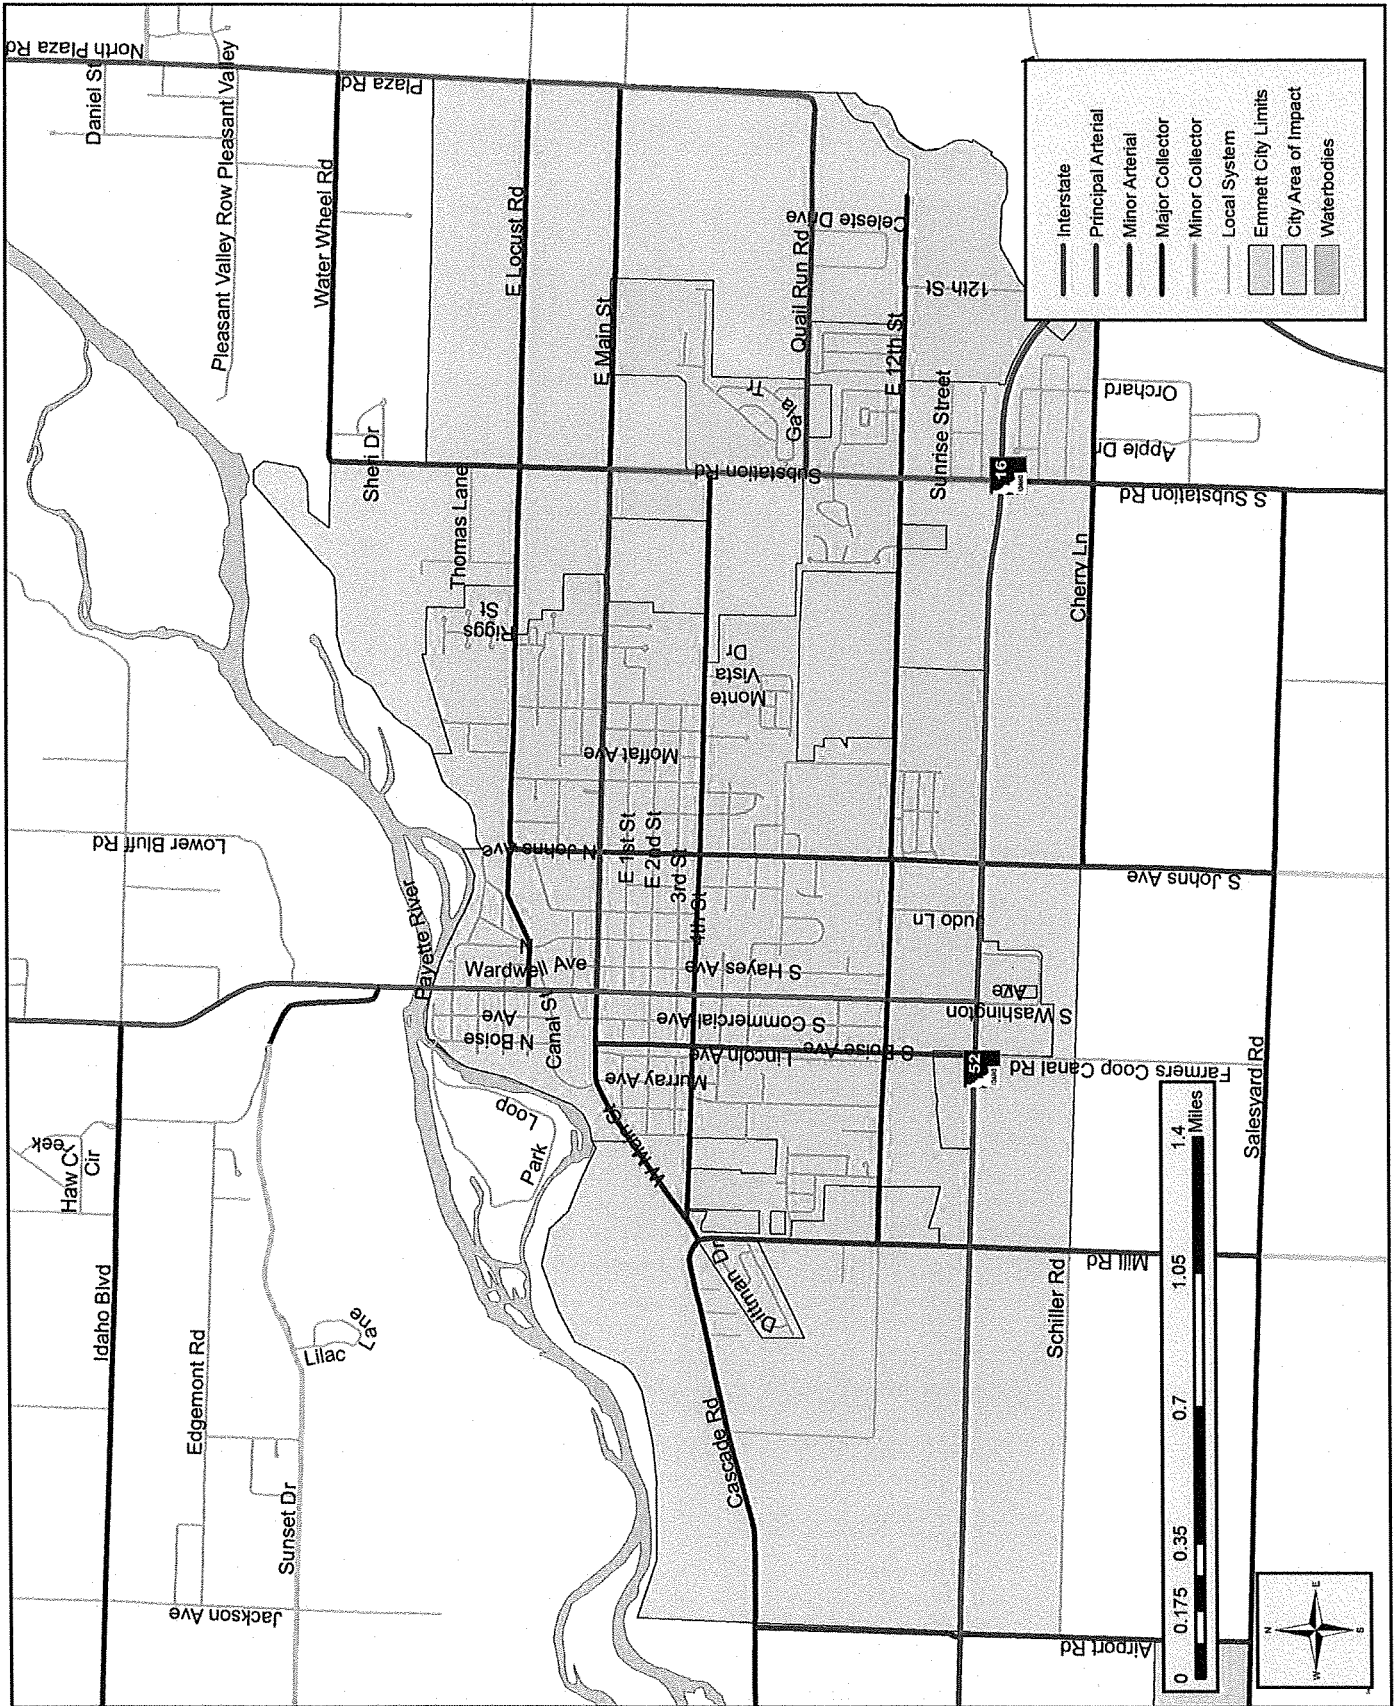 North Plaza Rd
Daniel St
Pleasant Valley Row Pleasant Valley
Plaza Rd
Water Wheel Rd
E Locust Rd
E Main St
Quail Run Rd
Celeste Drive
12th St
E 12th St
Sunrise Street
Sheri Dr
Thomas Lane
Riggs
St
Gala
Tr
Substation Rd
16
Orchard
Apple Dr
S Substation Rd
Cherry Ln
Monte
Vista
Dr
Moffat Ave
Lower Bluff Rd
Payette River
N Johns Ave
E 1st St
E 2nd St
3rd St
4th St
S Johns Ave
Judo Ln
N
Wardwell Ave
S Hayes Ave
N Boise
Ave
Canal St
S Commercial Ave
S Washington
Ave
Lincoln Ave
S Boise Ave
Murray Ave
52
Farmers Coop Canal Rd
Salesyard Rd
Haw Creek
Cir
Park
Loop
W Main St
Idaho Blvd
Edgemont Rd
Lilac
Lane
Dittman Dr
Mill Rd
Schiller Rd
Cascade Rd
Sunset Dr
Jackson Ave
Airport Rd
Interstate
Principal Arterial
Minor Arterial
Major Collector
Minor Collector
Local System
Emmett City Limits
City Area of Impact
Waterbodies
0 0.175 0.35 0.7 1.05 1.4
Miles
N
W E
S